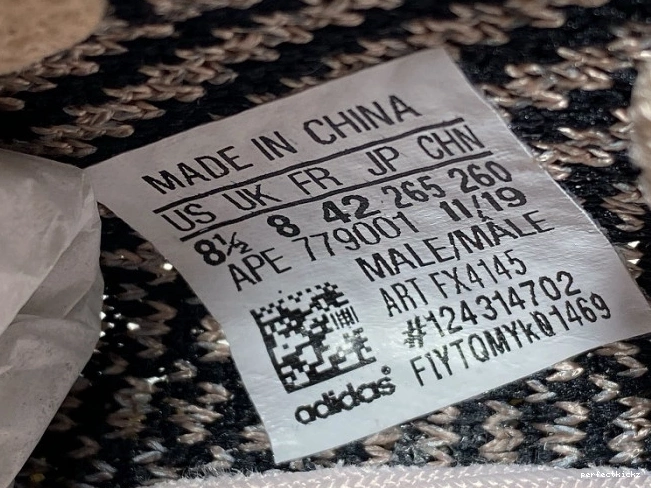 MADE IN CHINA
US UK FR JP CHN
8½ 8 42 265 260
APE 779001 11/19
MALE/MÂLE
ART FX4145
#124314702
FIYTQMYkQ1469
adidas®
perfectkickz